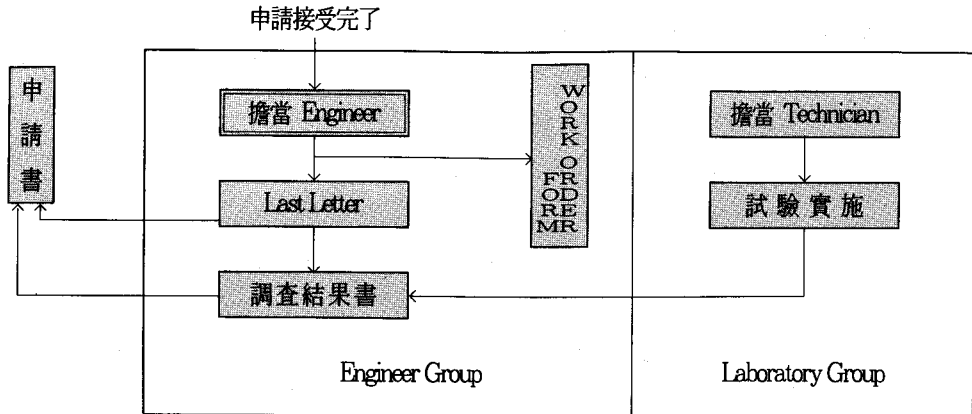 申請接受完了
申請書
擔當 Engineer
WORK ORDER
FORM
擔當 Technician
Last Letter
試驗實施
調査結果書
Engineer Group
Laboratory Group